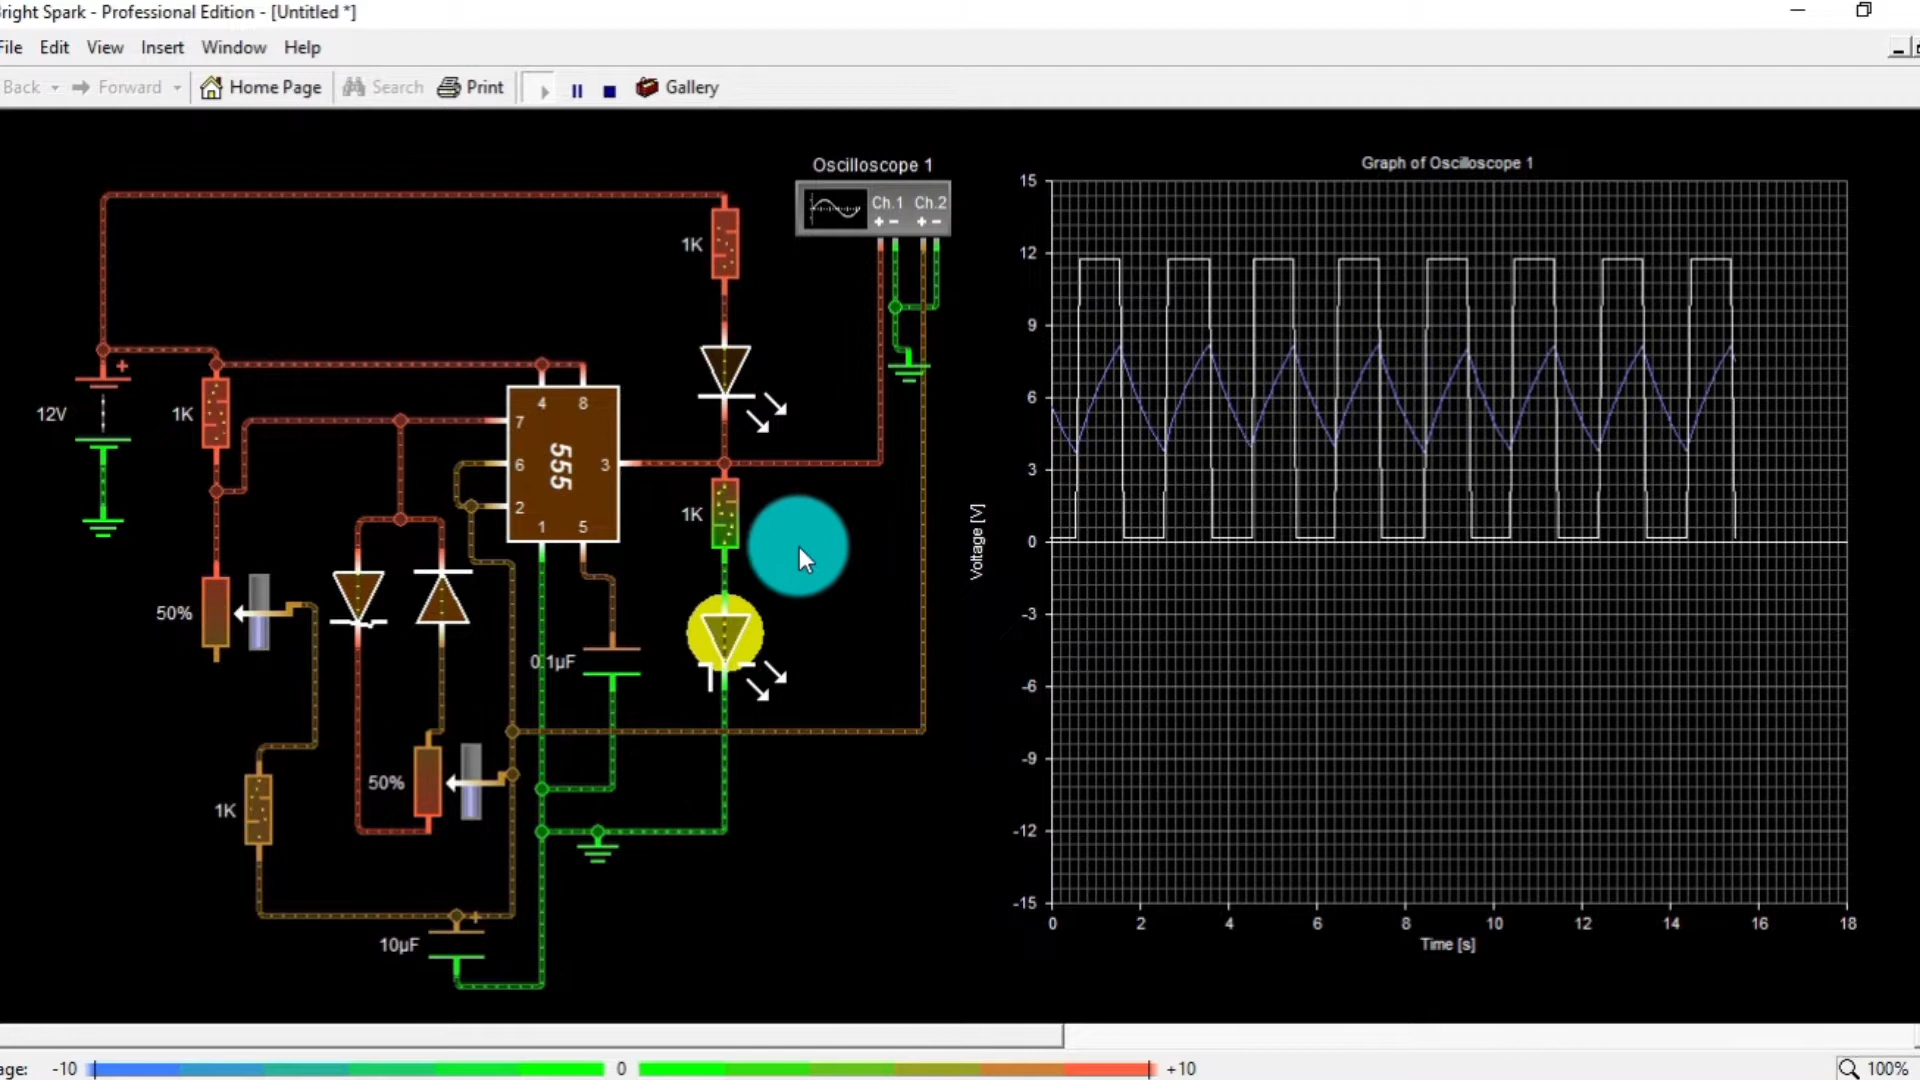 Bright Spark - Professional Edition - [Untitled *]
File Edit View Insert Window Help
Back Forward Home Page Search Print Gallery
Oscilloscope 1
Ch.1 Ch.2
+ - + -
1K
12V
+
1K
4 8
7
6
555
3
2
1 5
1K
50%
0.1µF
50%
1K
+
10µF
Graph of Oscilloscope 1
15
12
9
6
3
0
-3
-6
-9
-12
-15
Voltage [V]
0 2 4 6 8 10 12 14 16 18
Time [s]
age: -10 0 +10 100%